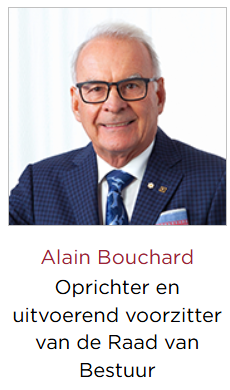 Alain Bouchard
Oprichter en
uitvoerend voorzitter
van de Raad van
Bestuur